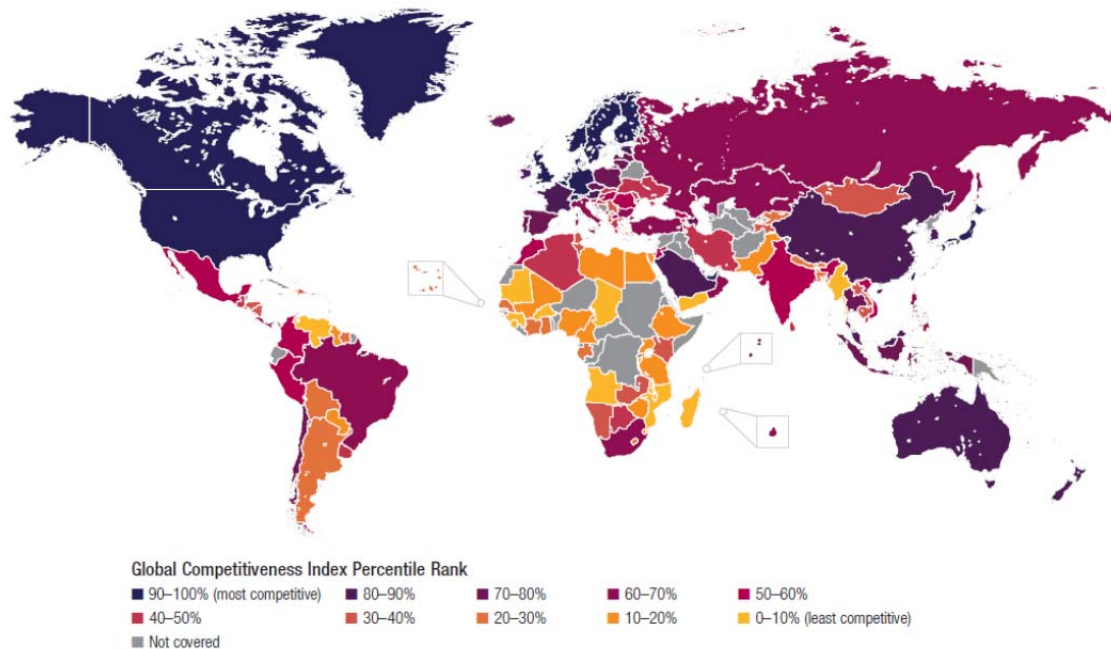 Global Competitiveness Index Percentile Rank
90–100% (most competitive) 80–90% 70–80% 60–70% 50–60%
40–50% 30–40% 20–30% 10–20% 0–10% (least competitive)
Not covered